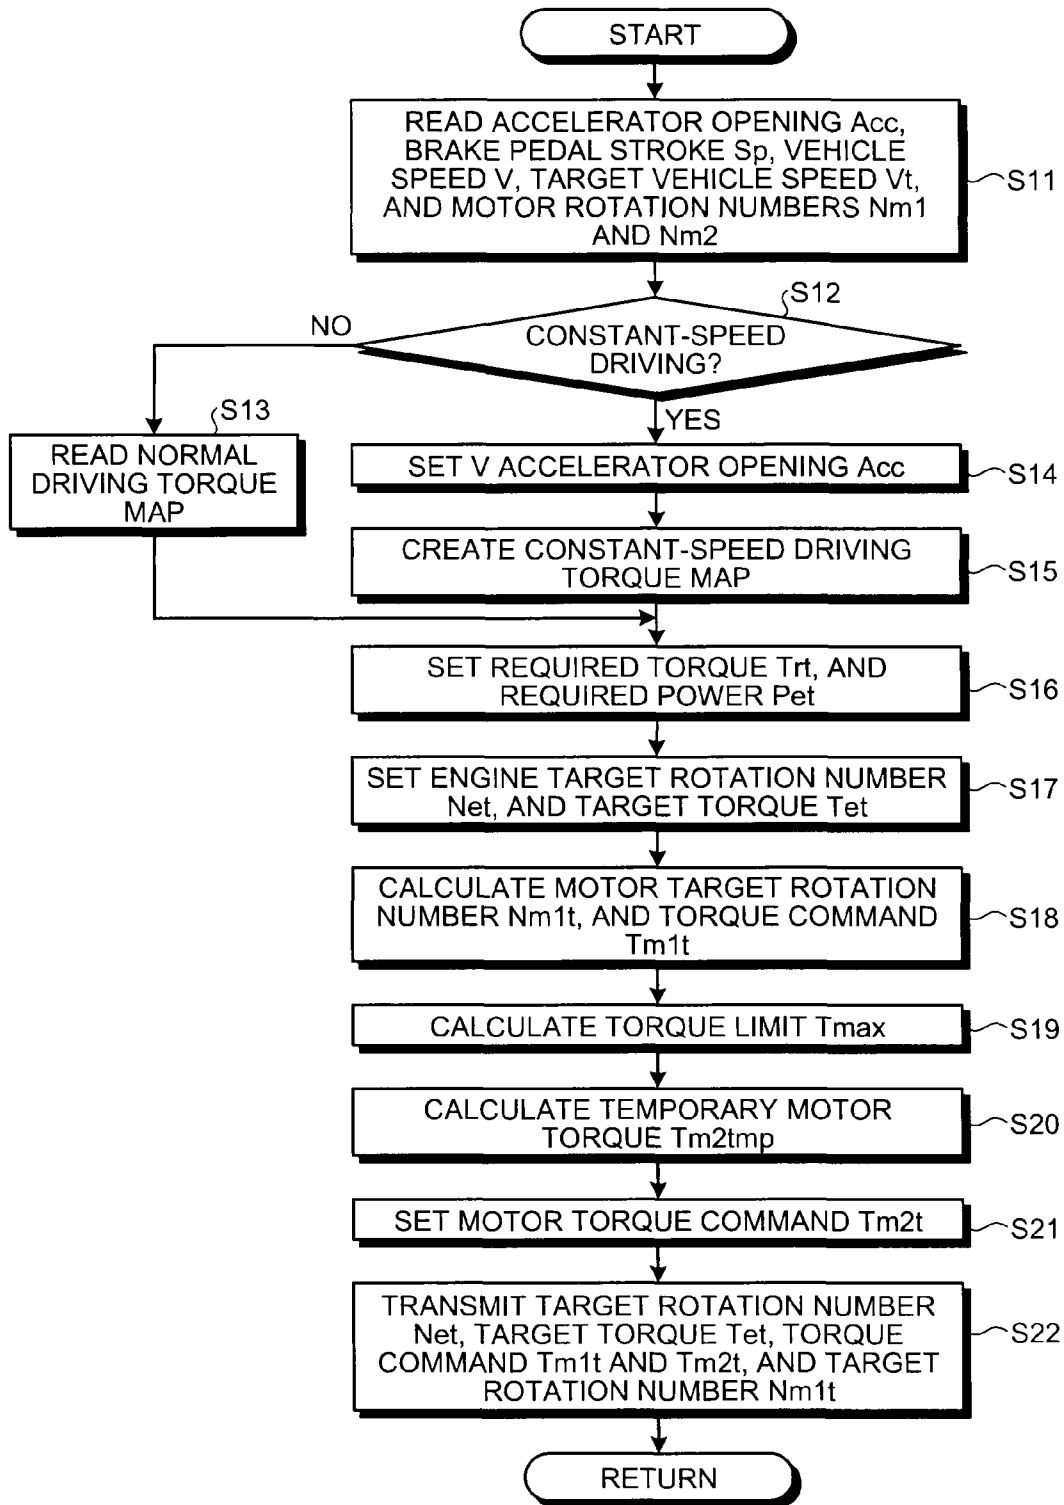 START
READ ACCELERATOR OPENING Acc,
BRAKE PEDAL STROKE Sp, VEHICLE
SPEED V, TARGET VEHICLE SPEED Vt,
AND MOTOR ROTATION NUMBERS Nm1
AND Nm2
S11
S12
CONSTANT-SPEED
DRIVING?
NO
YES
S13
READ NORMAL
DRIVING TORQUE
MAP
SET V ACCELERATOR OPENING Acc
S14
CREATE CONSTANT-SPEED DRIVING
TORQUE MAP
S15
SET REQUIRED TORQUE Trt, AND
REQUIRED POWER Pet
S16
SET ENGINE TARGET ROTATION NUMBER
Net, AND TARGET TORQUE Tet
S17
CALCULATE MOTOR TARGET ROTATION
NUMBER Nm1t, AND TORQUE COMMAND
Tm1t
S18
CALCULATE TORQUE LIMIT Tmax
S19
CALCULATE TEMPORARY MOTOR
TORQUE Tm2tmp
S20
SET MOTOR TORQUE COMMAND Tm2t
S21
TRANSMIT TARGET ROTATION NUMBER
Net, TARGET TORQUE Tet, TORQUE
COMMAND Tm1t AND Tm2t, AND TARGET
ROTATION NUMBER Nm1t
S22
RETURN